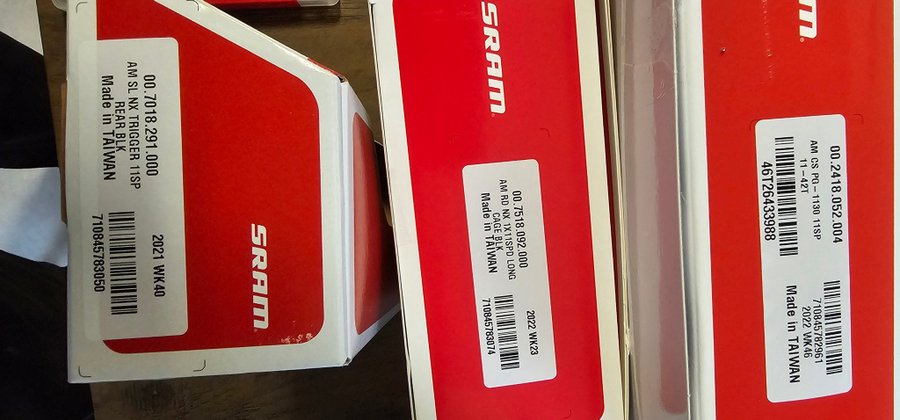 00.7018.291.000
AM SL NX TRIGGER 11SP
REAR BLK
Made in TAIWAN
2021 WK40
710845783050
SRAM
SRAM
00.7518.092.000
AM RD NX 1X11SPD LONG
CAGE BLK
Made in TAIWAN
2022 WK23
710845783074
SRAM
00.2418.052.004
AM CS PG-1130 11SP
11-42T
46T26433988
710845782961
2022 WK46
Made in TAIWAN